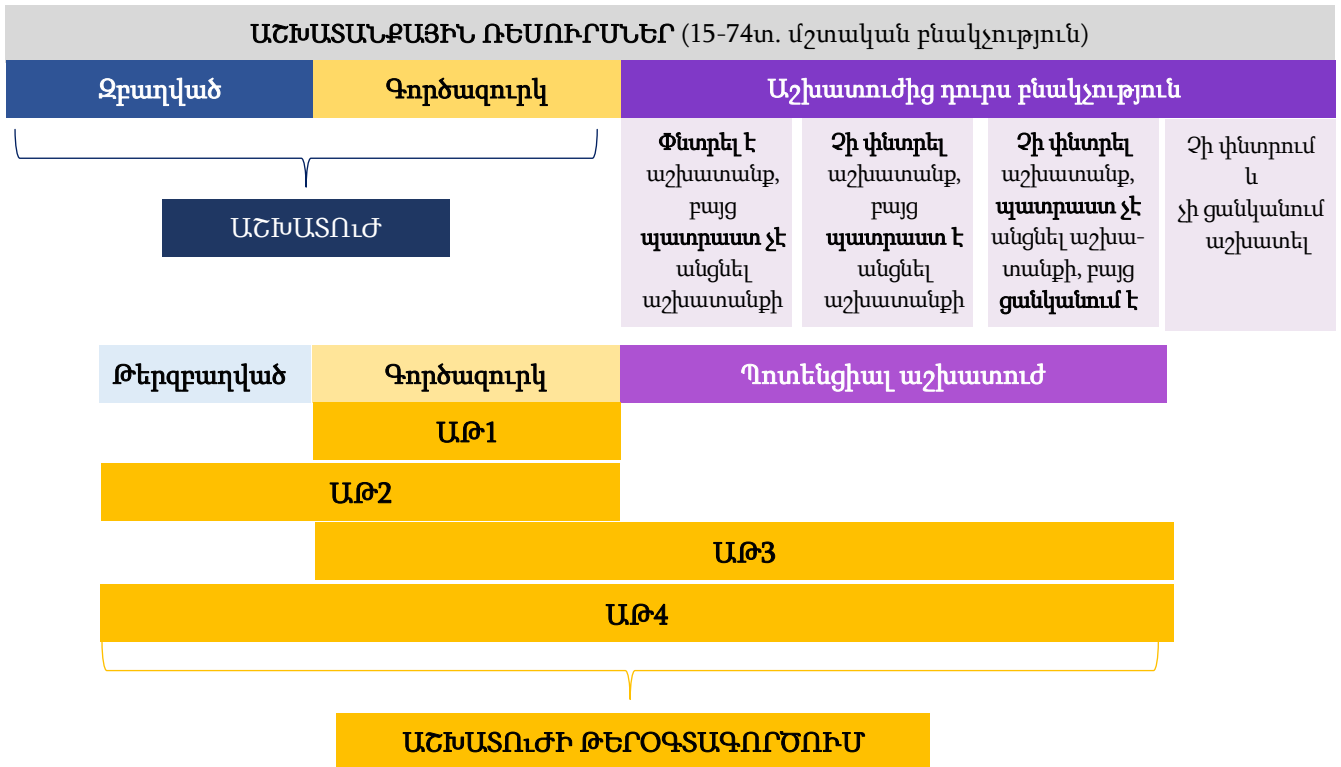 ԱՇԽԱՏԱՆՔԱՅԻՆ ՌԵՍՈՒՐՍՆԵՐ (15-74տ. մշտական բնակչություն)
Զբաղված
Գործազուրկ
Աշխատուժից դուրս բնակչություն
Փնտրել է
աշխատանք,
բայց
պատրաստ չէ
անցնել
աշխատանքի
Չի փնտրել
աշխատանք,
բայց
պատրաստ է
անցնել
աշխատանքի
Չի փնտրել
աշխատանք,
պատրաստ չէ
անցնել աշխա-
տանքի, բայց
ցանկանում է
Չի փնտրում
և
չի ցանկանում
աշխատել
ԱՇԽԱՏՈւԺ
Թերզբաղված
Գործազուրկ
Պոտենցիալ աշխատուժ
ԱԹ1
ԱԹ2
ԱԹ3
ԱԹ4
ԱՇԽԱՏՈւԺԻ ԹԵՐՕԳՏԱԳՈՐԾՈՒՄ